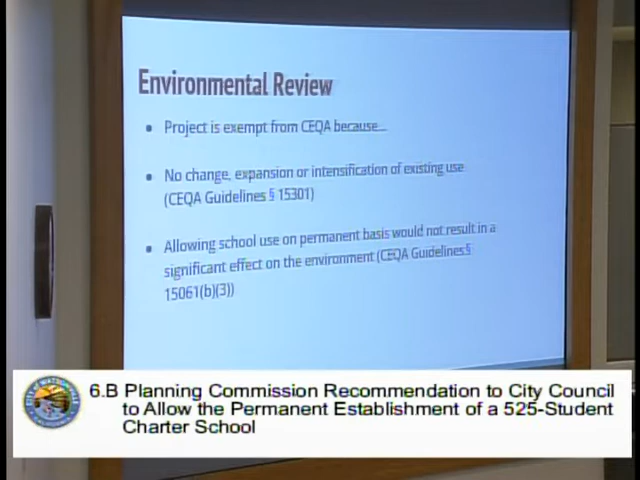 Environmental Review
• Project is exempt from CEQA because...
• No change, expansion or intensification of existing use
(CEQA Guidelines § 15301)
• Allowing school use on permanent basis would not result in a
significant effect on the environment (CEQA Guidelines §
15061(b)(3))
6.B Planning Commission Recommendation to City Council
to Allow the Permanent Establishment of a 525-Student
Charter School